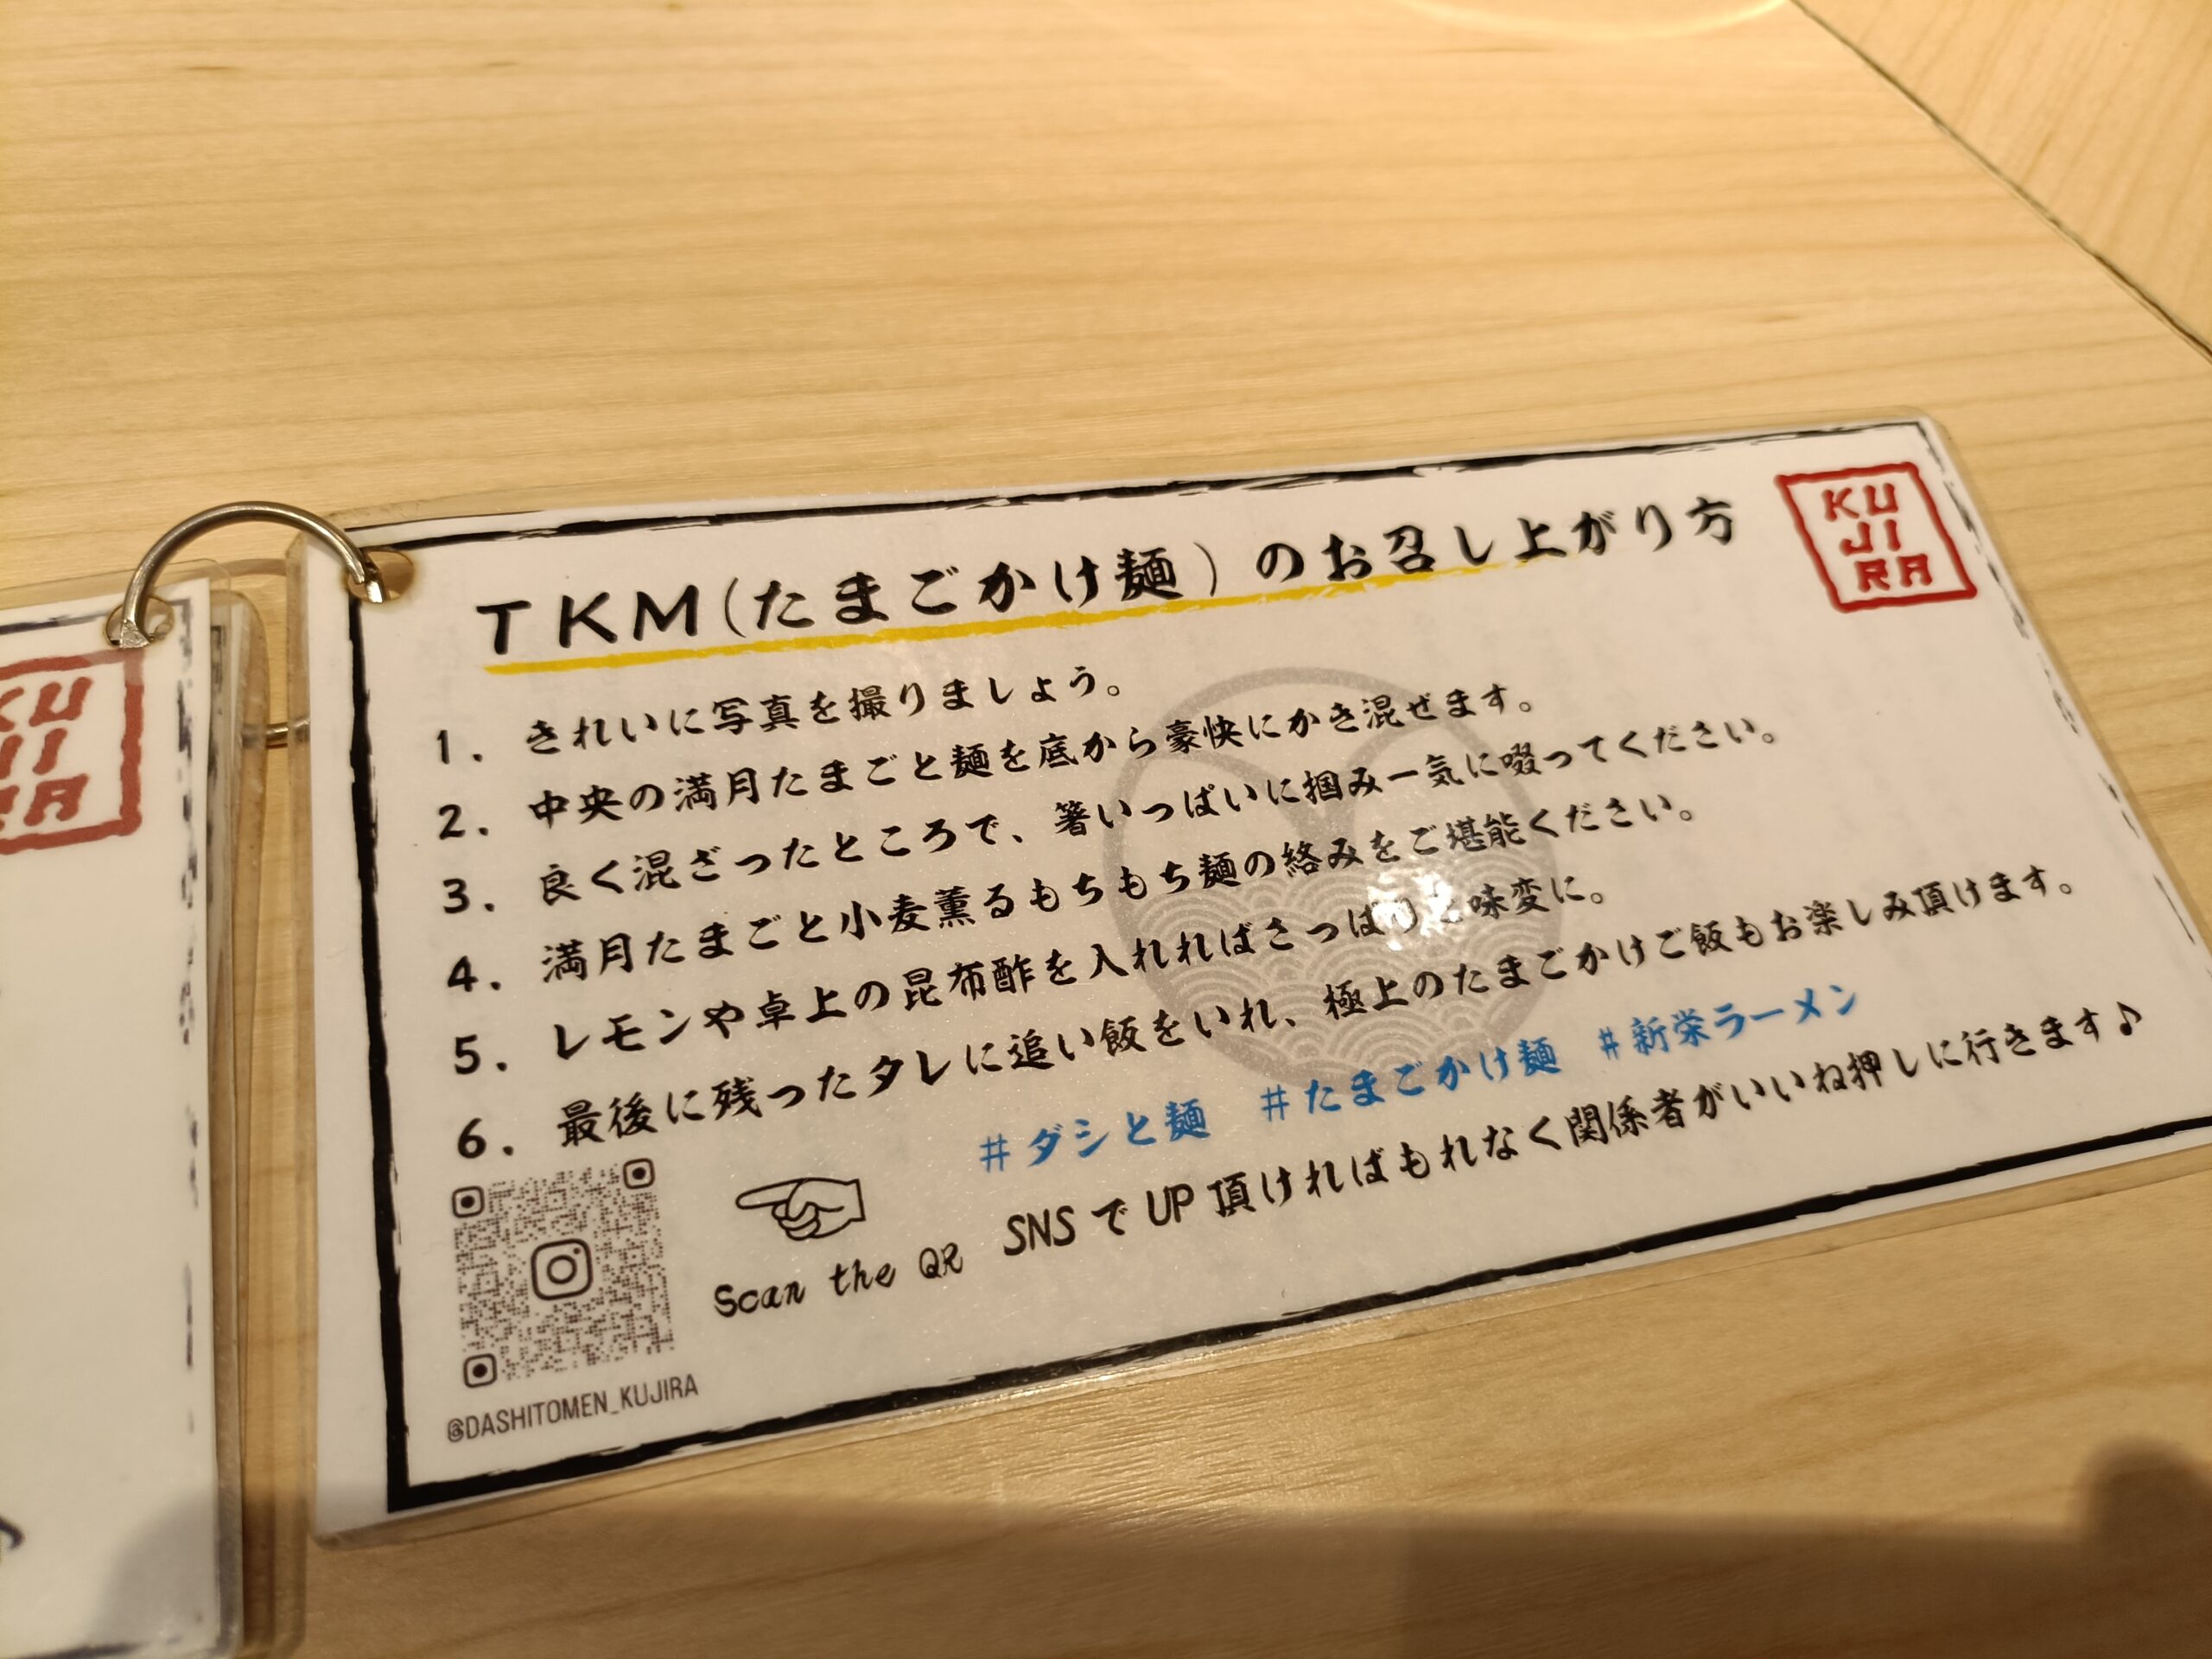 TKM(たまごかけ麺)のお召し上がり方
KU
JI
RA
1. きれいに写真を撮りましょう。
2. 中央の満月たまごと麺を底から豪快にかき混ぜます。
3. 良く混ざったところで、箸いっぱいに掴み一気に啜ってください。
4. 満月たまごと小麦薫るもちもち麺の絡みをご堪能ください。
5. レモンや卓上の昆布酢を入れればさっぱりと味変に。
6. 最後に残ったタレに追い飯をいれ、極上のたまごかけご飯もお楽しみ頂けます。
#ダシと麺 #たまごかけ麺 #新栄ラーメン
SNSでUP頂ければもれなく関係者がいいね押しに行きます♪
Scan the QR
@DASHITOMEN_KUJIRA
KU
JI
RA